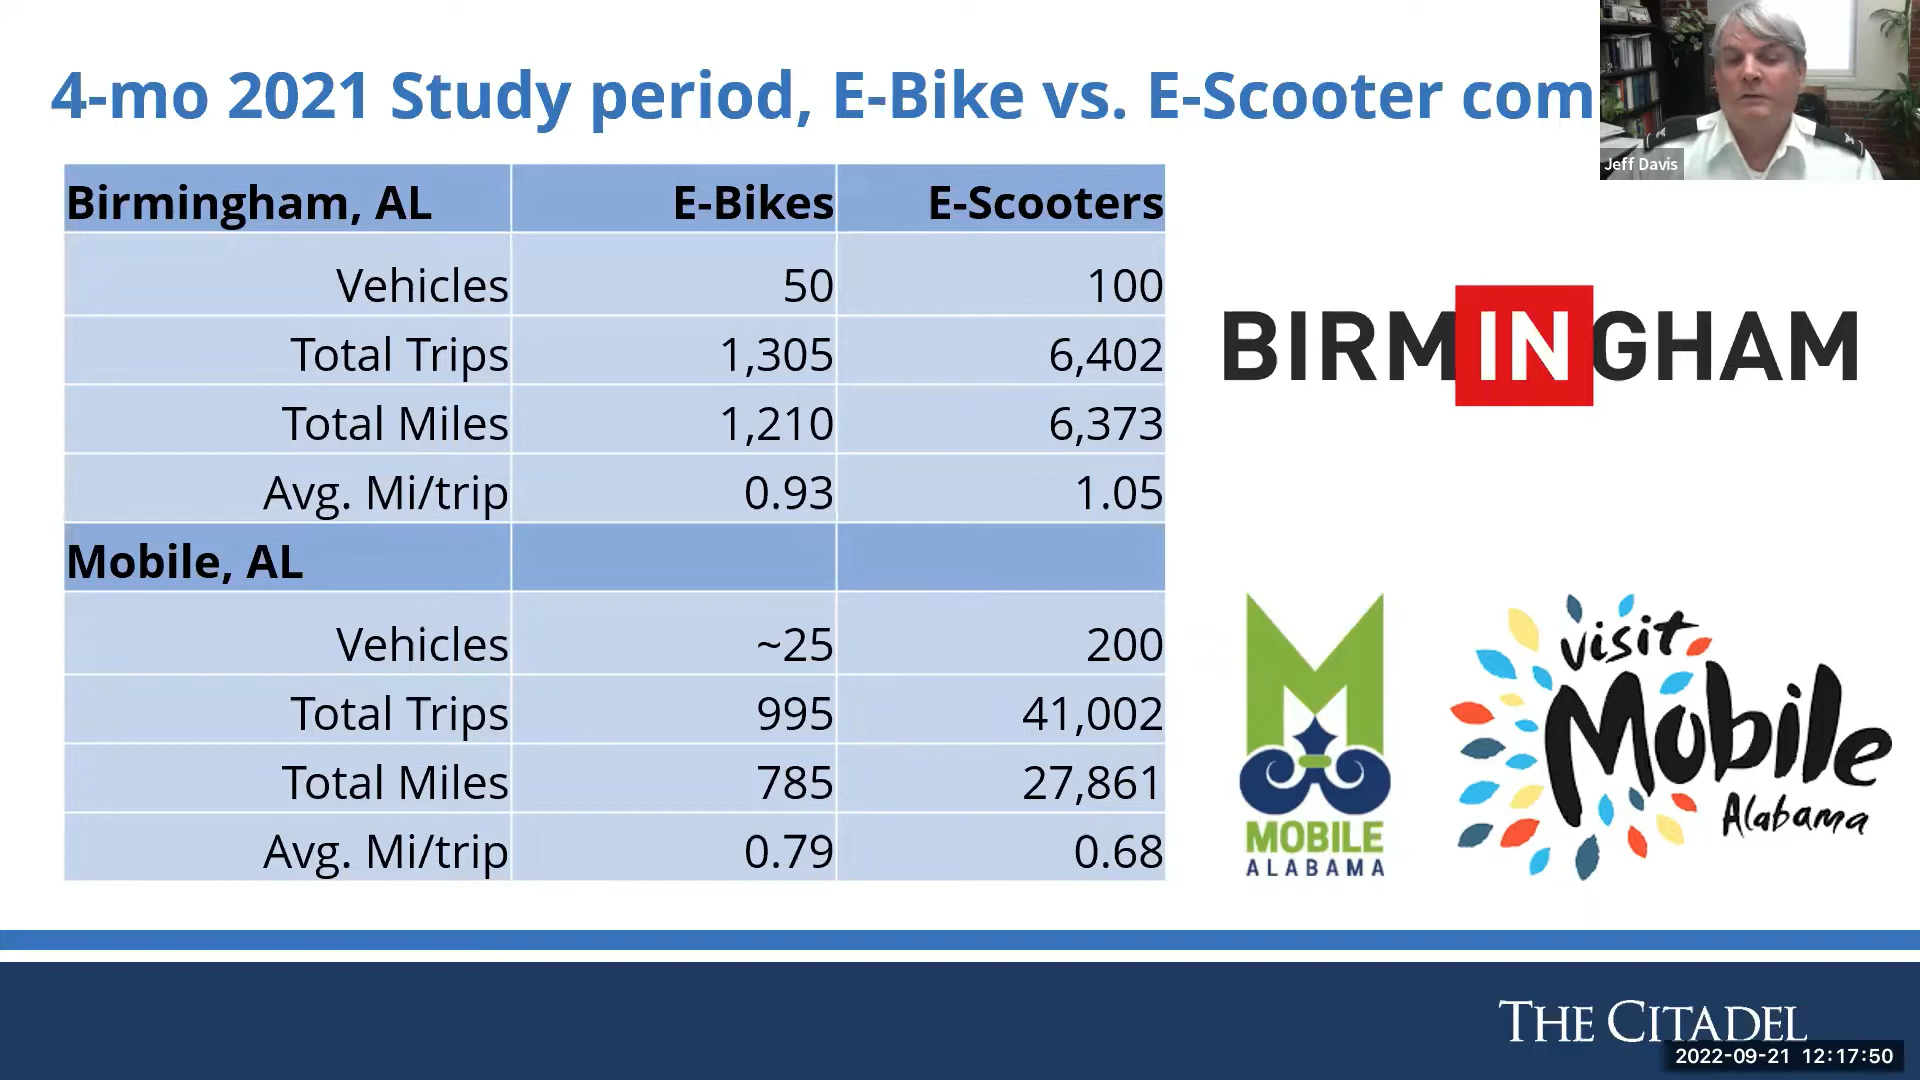 4-mo 2021 Study period, E-Bike vs. E-Scooter com
Jeff Davis
Birmingham, AL E-Bikes E-Scooters
Vehicles 50 100
Total Trips 1,305 6,402
Total Miles 1,210 6,373
Avg. Mi/trip 0.93 1.05
Mobile, AL
Vehicles ~25 200
Total Trips 995 41,002
Total Miles 785 27,861
Avg. Mi/trip 0.79 0.68
BIRMINGHAM
M
MOBILE
ALABAMA
visit
Mobile
Alabama
THE CITADEL
2022-09-21 12:17:50